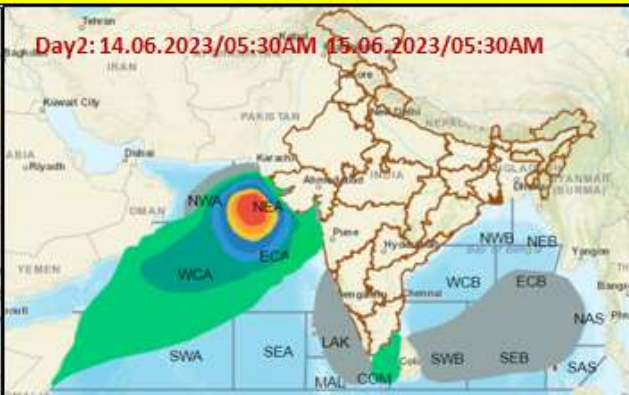 Tehran
Day2: 14.06.2023/05:30AM 15.06.2023/05:30AM
IRAN
Kuwait City
PAKISTAN
NEPAL
Dubai
Karachi
Riyadh
INDIA
MYANMAR
(BURMA)
OMAN
NWA
NEA
Pune
ECA
NWB
NEB
Yangon
YEMEN
WCA
Chennai
WCB
ECB
LAK
NAS
SWA
SEA
SWB
SEB
SAS
MAL
COM